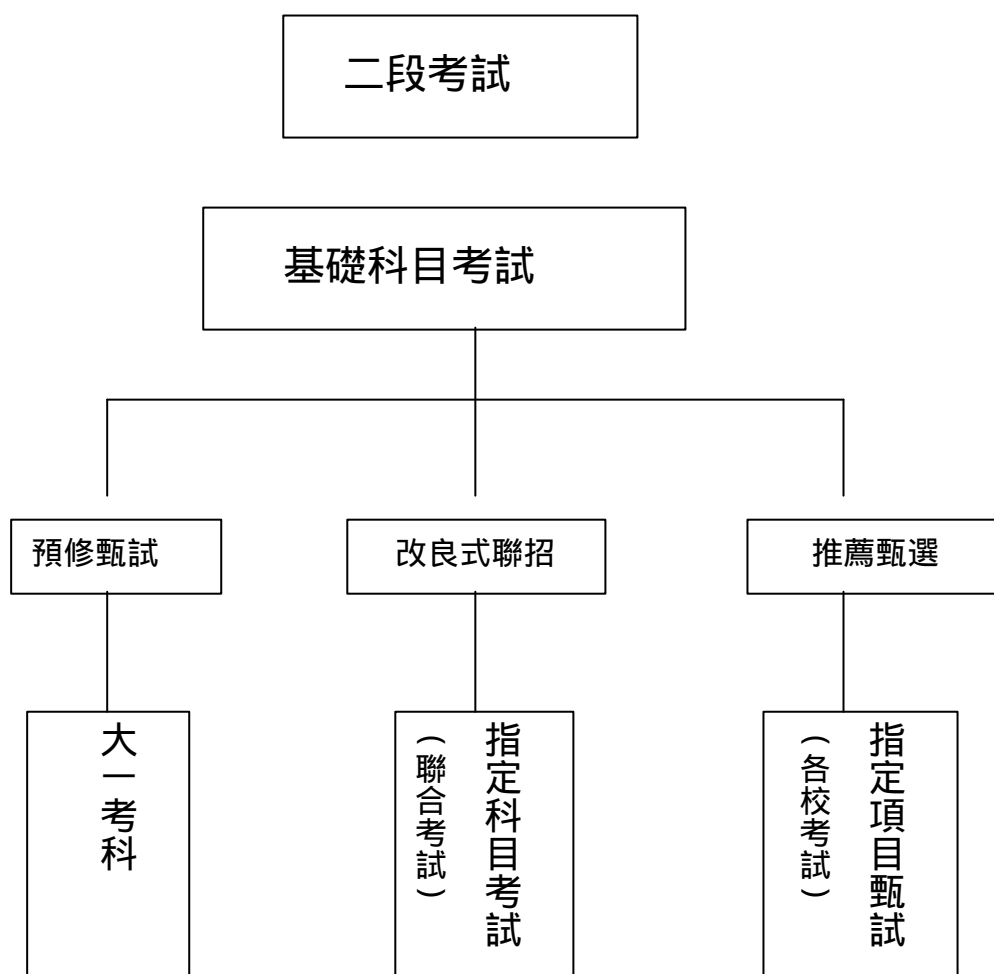 二段考試
基礎科目考試
預修甄試
改良式聯招
推薦甄選
大一考科
指定科目考試
(聯合考試)
指定項目甄試
(各校考試)